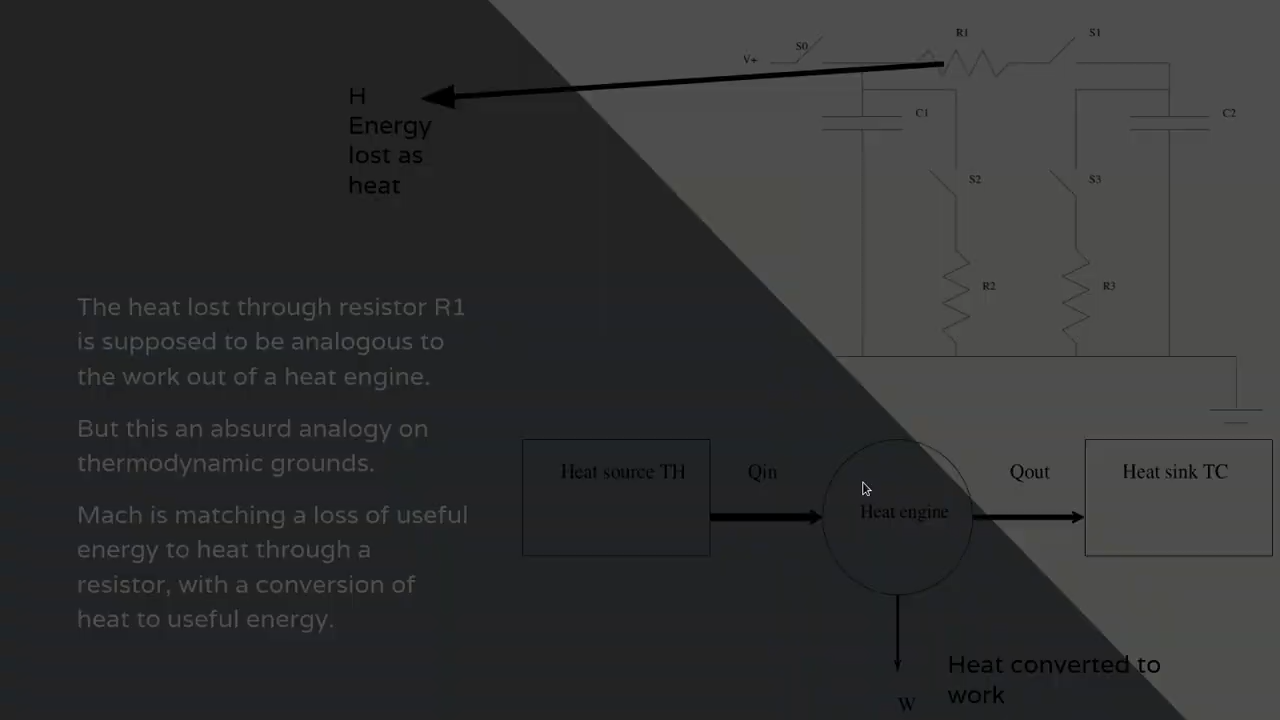 R1
S1
S0
V+
H
Energy
lost as
heat
C1
C2
S2
S3
R2
R3
The heat lost through resistor R1
is supposed to be analogous to
the work out of a heat engine.
But this an absurd analogy on
thermodynamic grounds.
Mach is matching a loss of useful
energy to heat through a
resistor, with a conversion of
heat to useful energy.
Heat source TH
Qin
Heat engine
Qout
Heat sink TC
Heat converted to
work
W